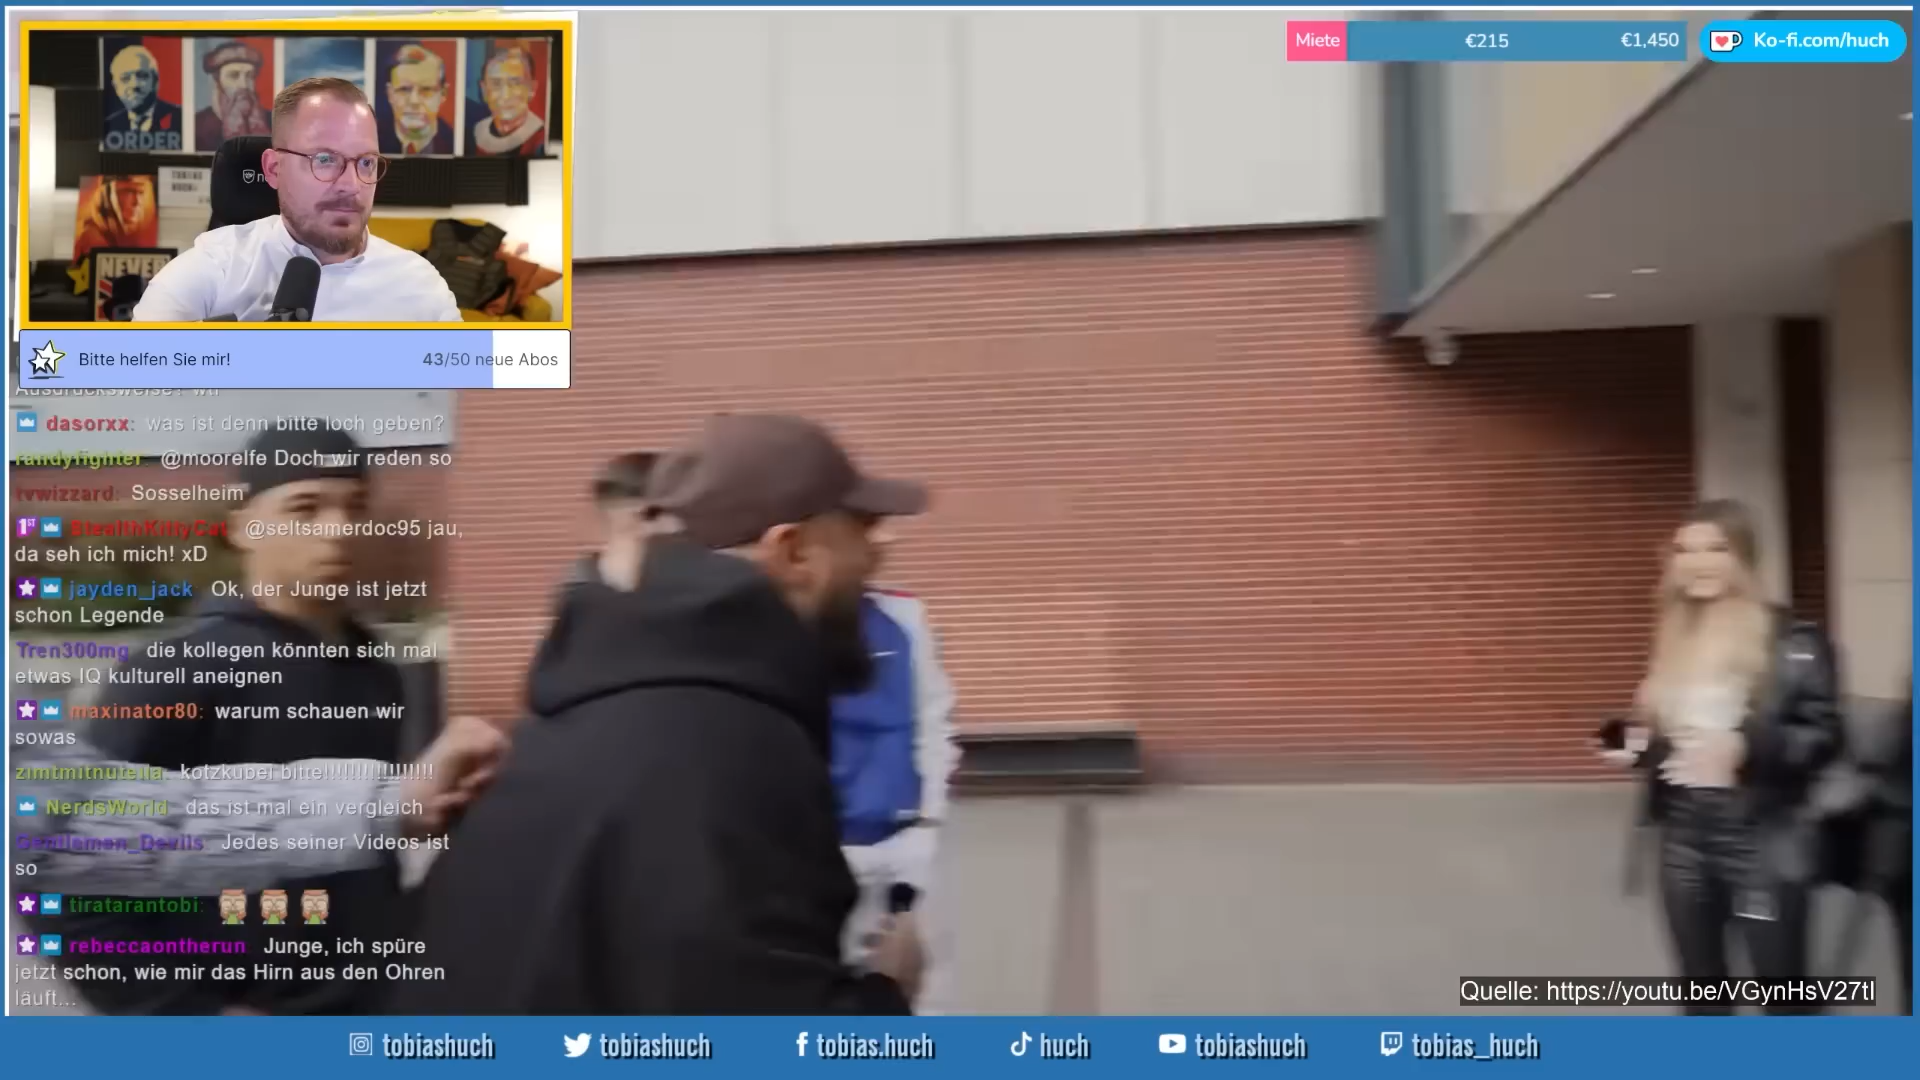 Miete €215 €1,450 Ko-fi.com/huch
ORDER
NEVER
Bitte helfen Sie mir! 43/50 neue Abos
dasorxx: was ist denn bitte loch geben?
randyfighter: @moorelfe Doch wir reden so
tvwizzard: Sosselheim
1ST StealthKittyCat: @seltsamerdoc95 jau,
da seh ich mich! xD
jayden_jack Ok, der Junge ist jetzt
schon Legende
Tren300mg die kollegen könnten sich mal
etwas IQ kulturell aneignen
maxinator80: warum schauen wir
sowas
zimtmitnutella: kotzkübel bitte!!!!!!!!!!!!!!!!!
NerdsWorld das ist mal ein vergleich
Gentleman_Devils: Jedes seiner Videos ist
so
tiratarantobi:
rebeccaontherun Junge, ich spüre
jetzt schon, wie mir das Hirn aus den Ohren
läuft...
Quelle: https://youtu.be/VGynHsV27tI
tobiashuch tobiashuch tobias.huch huch tobiashuch tobias_huch